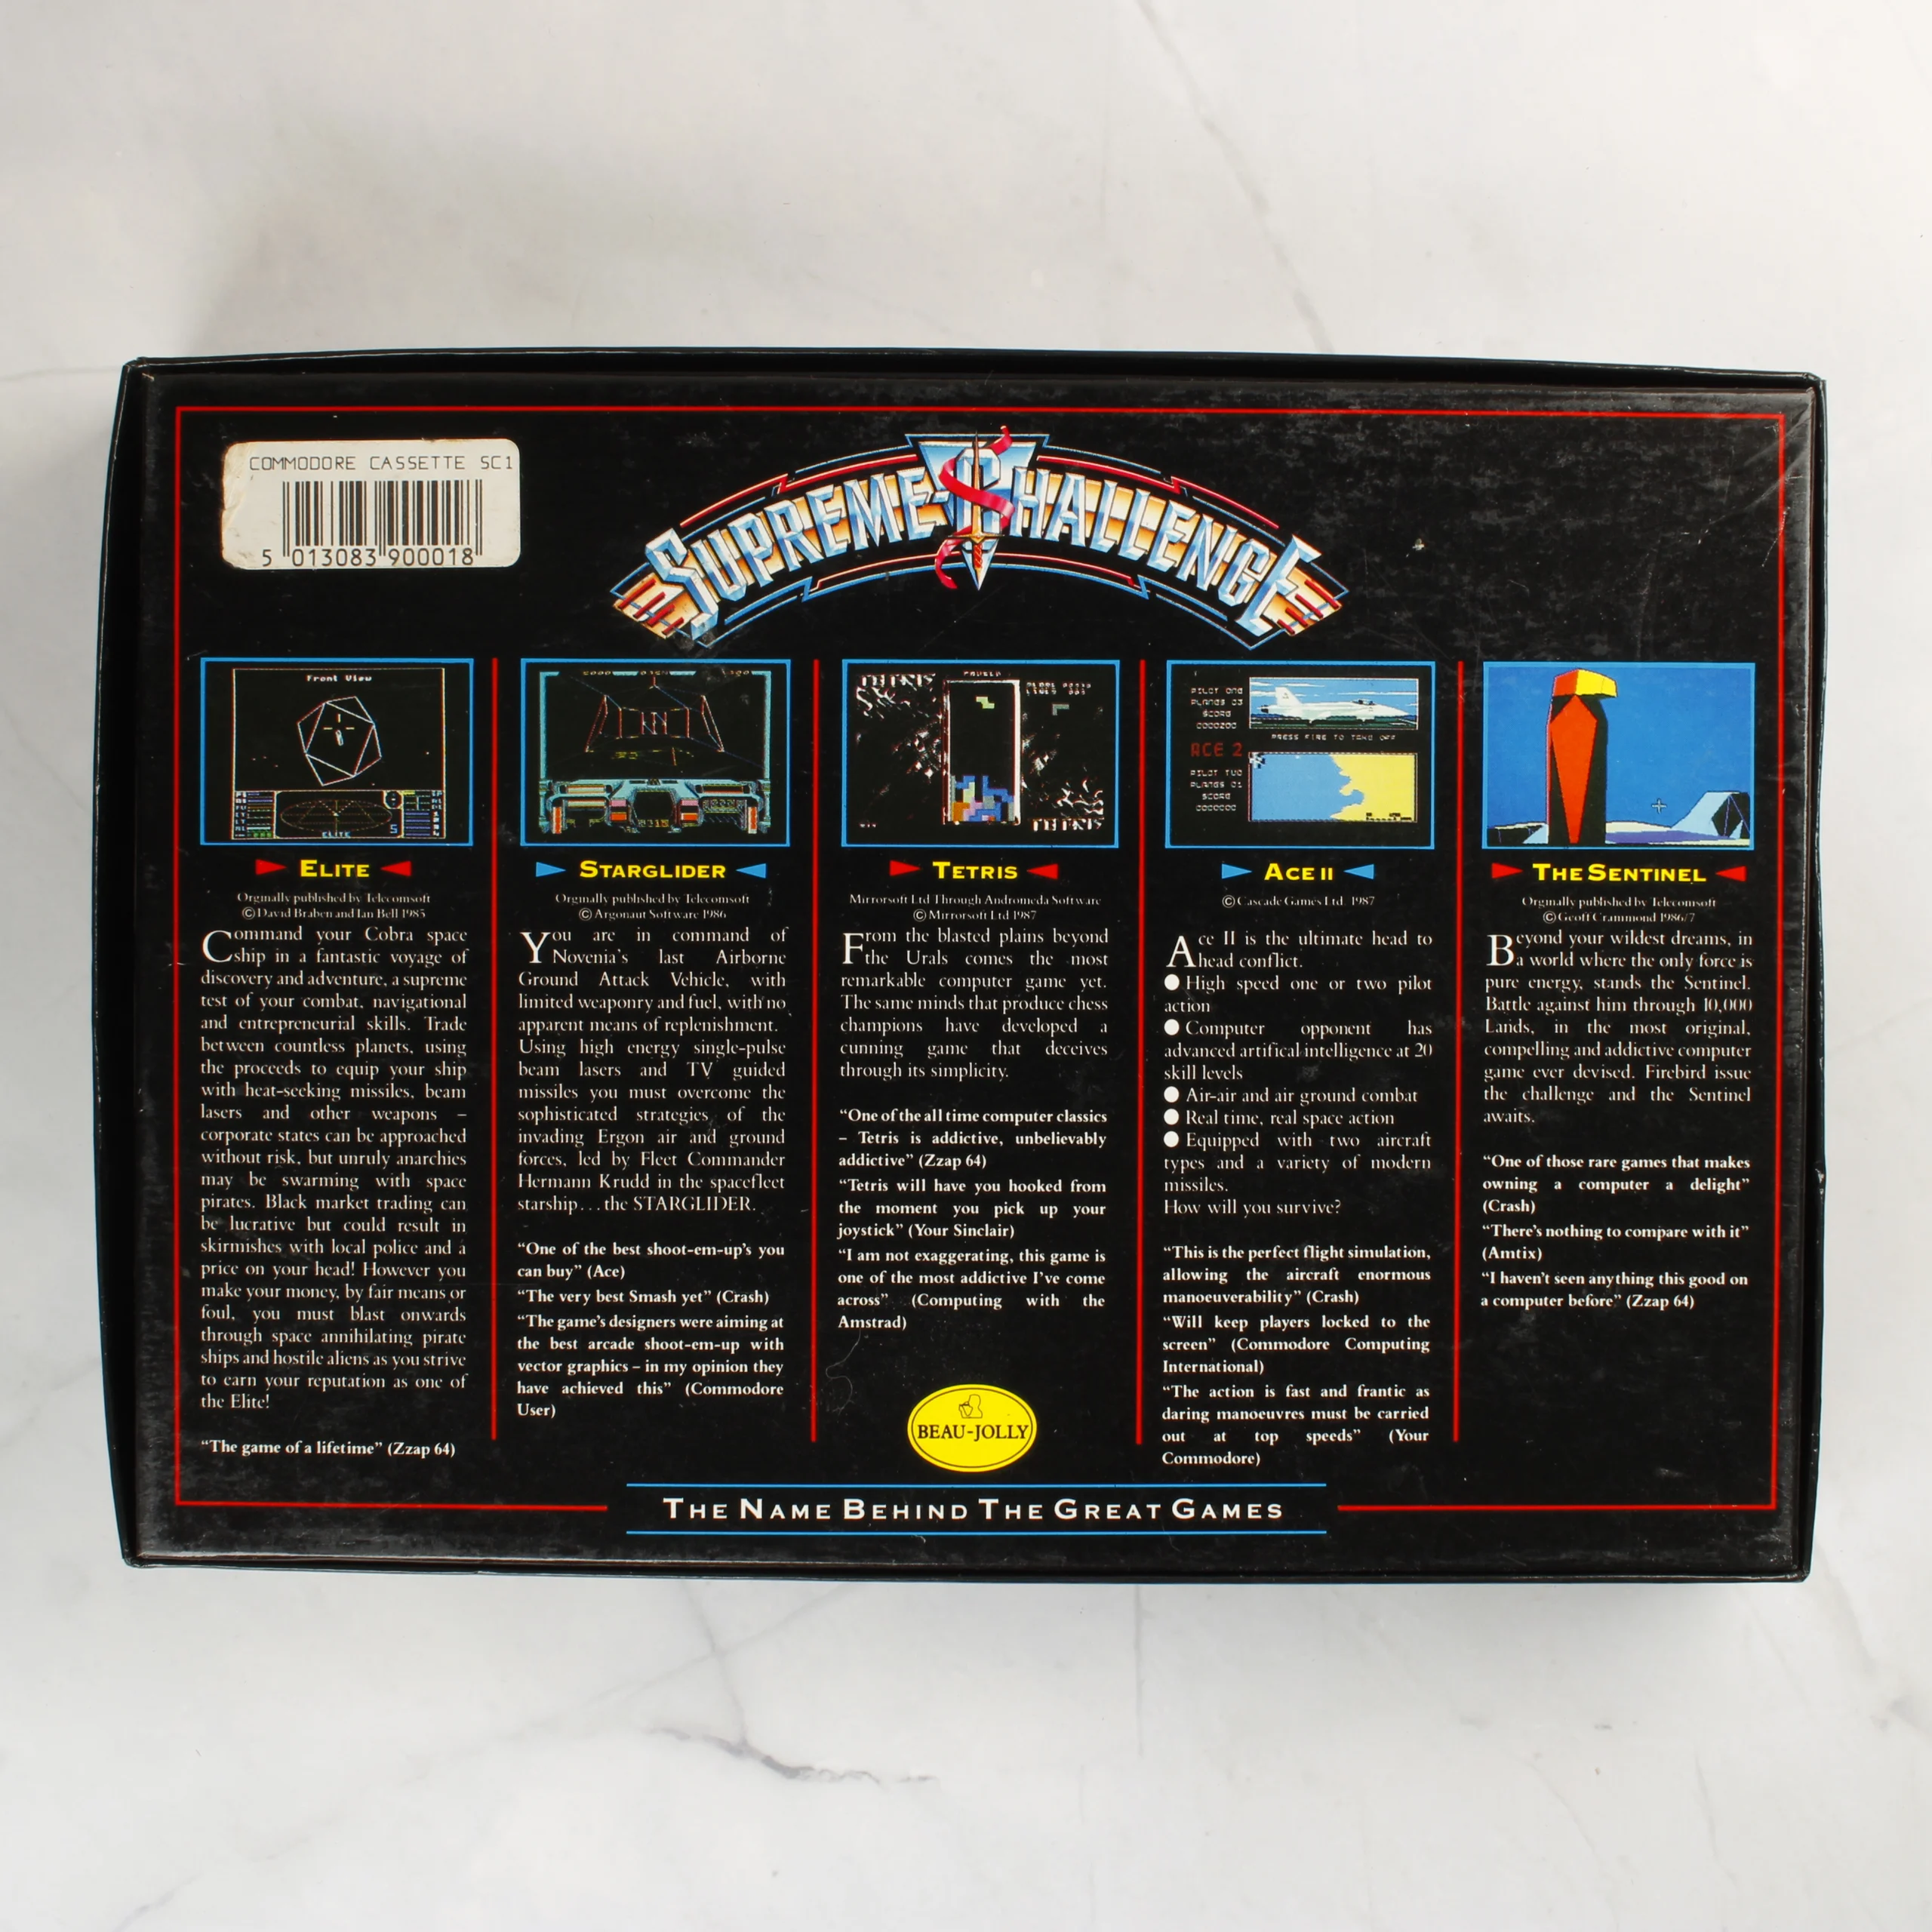 COMMODORE CASSETTE SC1
5 013083 900018
SUPREME CHALLENGE
Front View
ELITE
ELITE
Orginally published by Telecomsoft
© David Braben and Ian Bell 1985
Command your Cobra space
ship in a fantastic voyage of
discovery and adventure, a supreme
test of your combat, navigational
and entrepreneurial skills. Trade
between countless planets, using
the proceeds to equip your ship
with heat-seeking missiles, beam
lasers and other weapons –
corporate states can be approached
without risk, but unruly anarchies
may be swarming with space
pirates. Black market trading can
be lucrative but could result in
skirmishes with local police and a
price on your head! However you
make your money, by fair means or
foul, you must blast onwards
through space annihilating pirate
ships and hostile aliens as you strive
to earn your reputation as one of
the Elite!
“The game of a lifetime” (Zzap 64)
STARGLIDER
Orginally published by Telecomsoft
© Argonaut Software 1986
You are in command of
Novenia's last Airborne
Ground Attack Vehicle, with
limited weaponry and fuel, with no
apparent means of replenishment.
Using high energy single-pulse
beam lasers and TV guided
missiles you must overcome the
sophisticated strategies of the
invading Ergon air and ground
forces, led by Fleet Commander
Hermann Krudd in the spacefleet
starship...the STARGLIDER.
“One of the best shoot-em-up's you
can buy” (Ace)
“The very best Smash yet” (Crash)
“The game's designers were aiming at
the best arcade shoot-em-up with
vector graphics – in my opinion they
have achieved this” (Commodore
User)
TETRIS
TETRIS
TETRIS
Mirrorsoft Ltd Through Andromeda Software
© Mirrorsoft Ltd 1987
From the blasted plains beyond
the Urals comes the most
remarkable computer game yet.
The same minds that produce chess
champions have developed a
cunning game that deceives
through its simplicity.
“One of the all time computer classics
– Tetris is addictive, unbelievably
addictive” (Zzap 64)
“Tetris will have you hooked from
the moment you pick up your
joystick” (Your Sinclair)
“I am not exaggerating, this game is
one of the most addictive I've come
across” (Computing with the
Amstrad)
BEAU-JOLLY
PILOT ONE
PLANES 03
SCORE
000200
PRESS FIRE TO TAKE OFF
ACE 2
PILOT TWO
PLANES 01
SCORE
000000
ACE II
© Cascade Games Ltd. 1987
Ace II is the ultimate head to
head conflict.
● High speed one or two pilot
action
● Computer opponent has
advanced artifical intelligence at 20
skill levels
● Air-air and air ground combat
● Real time, real space action
● Equipped with two aircraft
types and a variety of modern
missiles.
How will you survive?
“This is the perfect flight simulation,
allowing the aircraft enormous
manoeuverability” (Crash)
“Will keep players locked to the
screen” (Commodore Computing
International)
“The action is fast and frantic as
daring manoeuvres must be carried
out at top speeds” (Your
Commodore)
THE SENTINEL
Orginally published by Telecomsoft
© Geoff Crammond 1986/7
Beyond your wildest dreams, in
a world where the only force is
pure energy, stands the Sentinel.
Battle against him through 10,000
Lands, in the most original,
compelling and addictive computer
game ever devised. Firebird issue
the challenge and the Sentinel
awaits.
“One of those rare games that makes
owning a computer a delight”
(Crash)
“There's nothing to compare with it”
(Amtix)
“I haven't seen anything this good on
a computer before” (Zzap 64)
THE NAME BEHIND THE GREAT GAMES